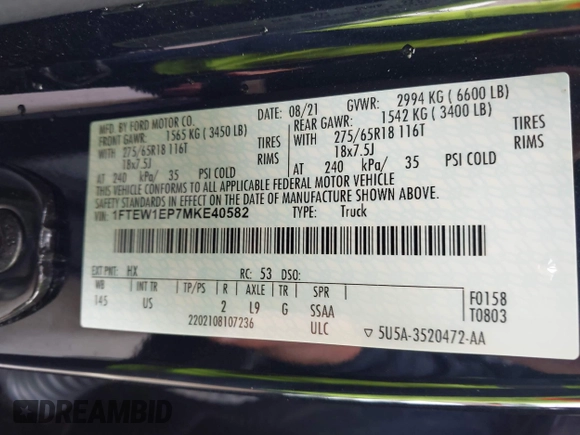 MFD. BY FORD MOTOR CO.
DATE: 08/21 GVWR: 2994 KG ( 6600 LB)
FRONT GAWR: 1565 KG ( 3450 LB)
REAR GAWR: 1542 KG ( 3400 LB)
WITH 275/65R18 116T TIRES
WITH 275/65R18 116T TIRES
18x7.5J RIMS
18x7.5J RIMS
AT 240 kPa/ 35 PSI COLD
AT 240 kPa/ 35 PSI COLD
THIS VEHICLE CONFORMS TO ALL APPLICABLE FEDERAL MOTOR VEHICLE
SAFETY STANDARDS IN EFFECT ON THE DATE OF MANUFACTURE SHOWN ABOVE.
VIN: 1FTEW1EP7MKE40582 TYPE: Truck
EXT PNT: HX RC: 53 DSO:
WB INT TR TP/PS R AXLE TR SPR
145 US 2 L9 G SSAA
2202108107236 ULC
F0158
T0803
▽ 5U5A-3520472-AA
DREAMBID